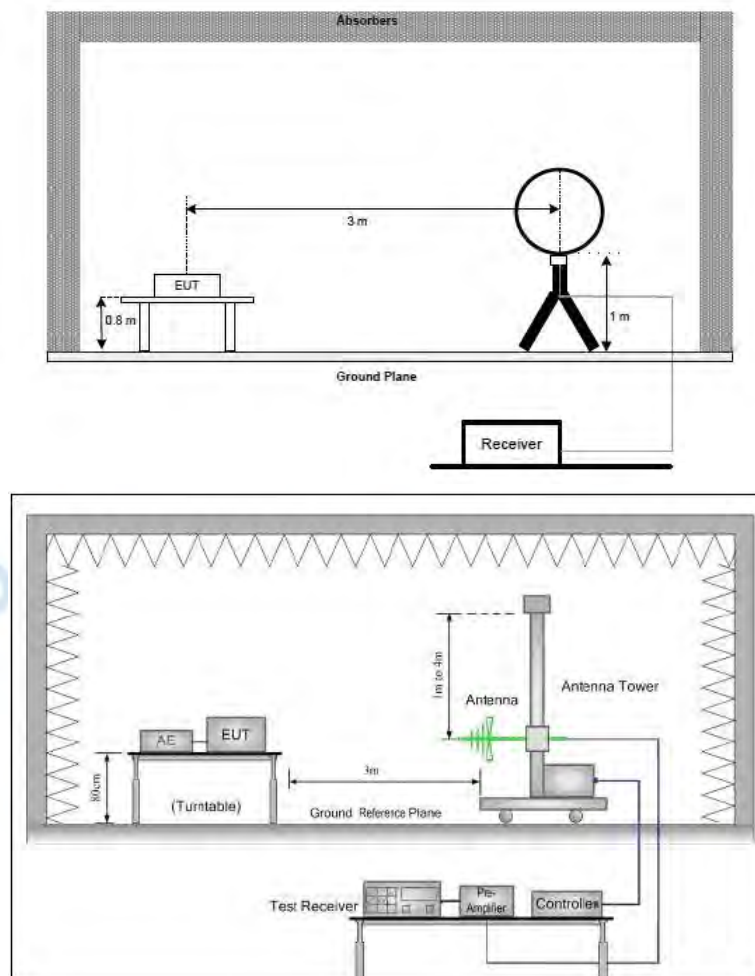 Absorbers
3 m
EUT
0.8 m
1 m
Ground Plane
Receiver
1m to 4m
Antenna
Antenna Tower
AE
EUT
80cm
3m
(Turntable)
Ground Reference Plane
Test Receiver
Pre-
Amplifier
Controller